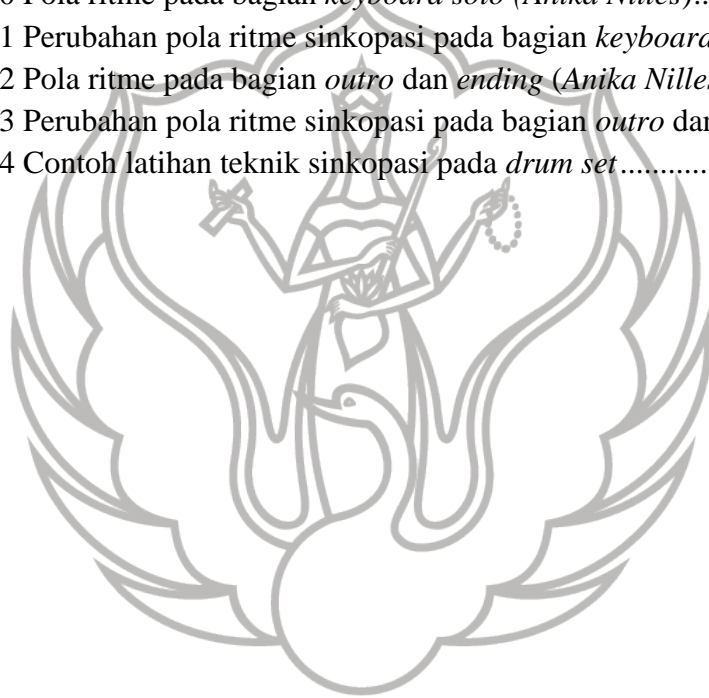 0 Pola ritme pada bagian keyboard solo (Anika Nilles)..
1 Perubahan pola ritme sinkopasi pada bagian keyboard
2 Pola ritme pada bagian outro dan ending (Anika Nilles
3 Perubahan pola ritme sinkopasi pada bagian outro dan
4 Contoh latihan teknik sinkopasi pada drum set...........